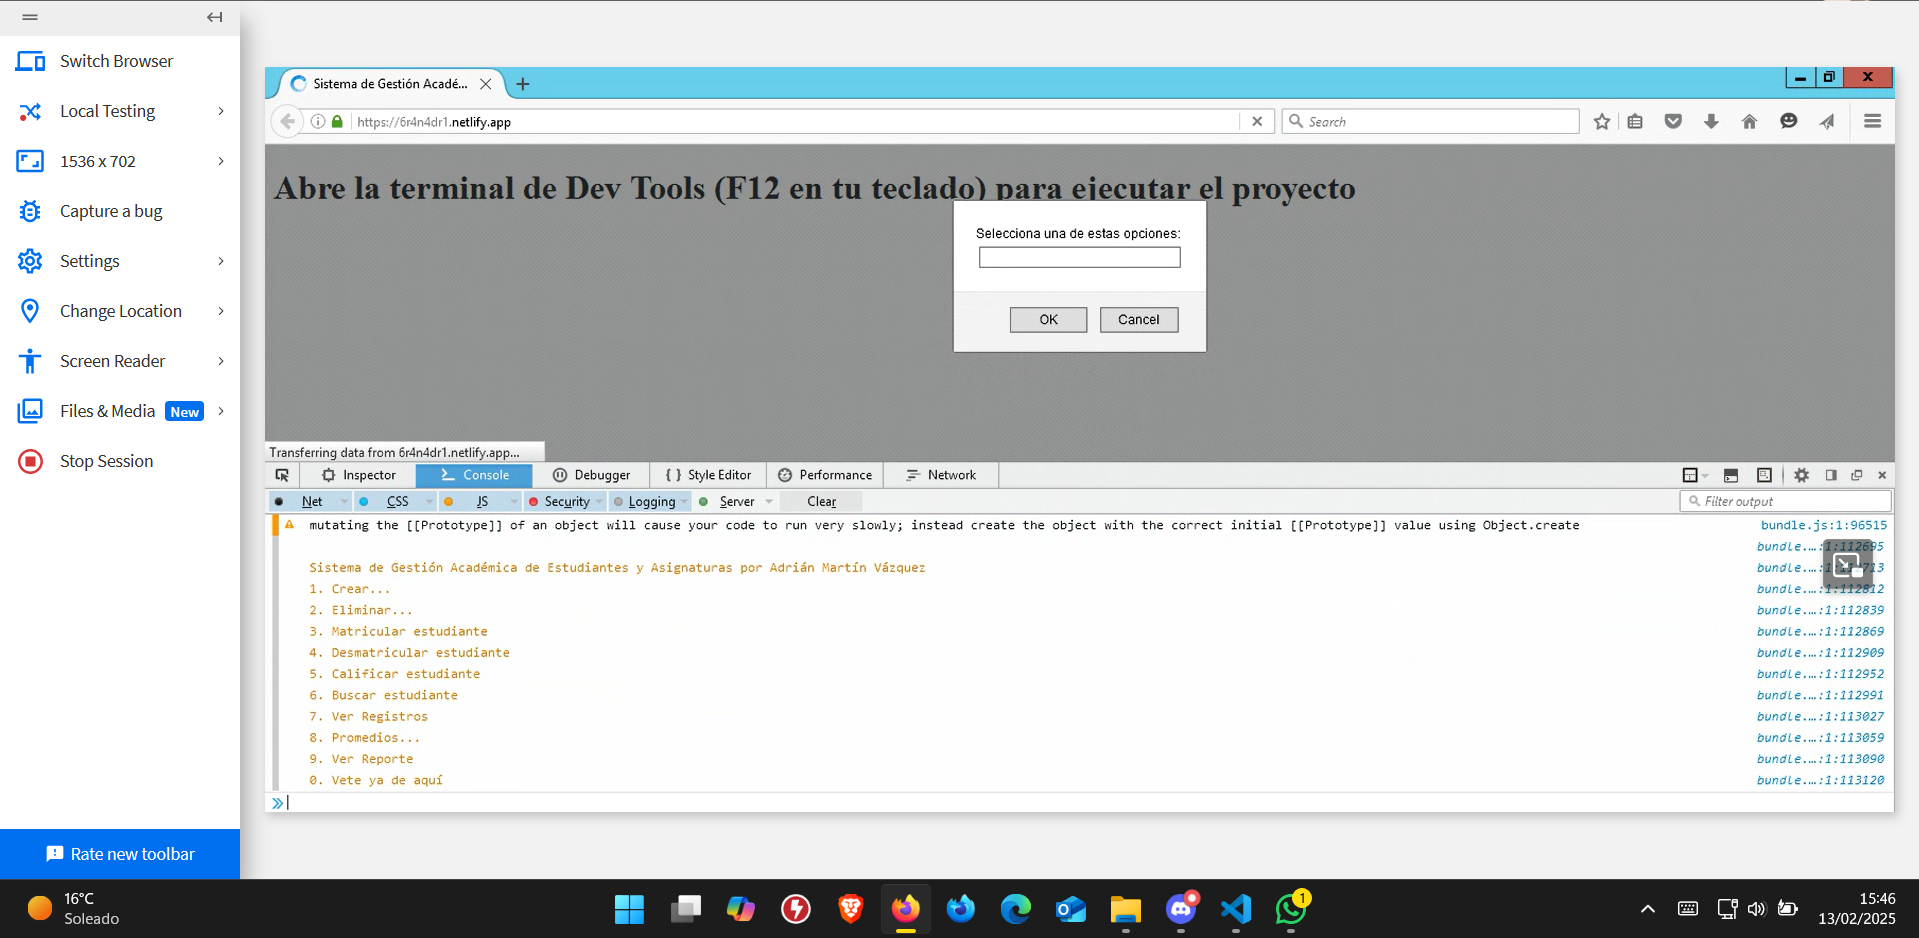 Switch Browser
Local Testing
1536 x 702
Capture a bug
Settings
Change Location
Screen Reader
Files & Media New
Stop Session
Rate new toolbar
Sistema de Gestión Acadé...
https://6r4n4dr1.netlify.app
Search
Abre la terminal de Dev Tools (F12 en tu teclado) para ejecutar el proyecto
Selecciona una de estas opciones:
OK Cancel
Transferring data from 6r4n4dr1.netlify.app...
Inspector Console Debugger Style Editor Performance Network
Net CSS JS Security Logging Server Clear Filter output
mutating the [[Prototype]] of an object will cause your code to run very slowly; instead create the object with the correct initial [[Prototype]] value using Object.create bundle.js:1:96515
bundle.…:1:112695
Sistema de Gestión Académica de Estudiantes y Asignaturas por Adrián Martín Vázquez bundle.
1. Crear... bundle.…:1:112812
2. Eliminar... bundle.…:1:112839
3. Matricular estudiante bundle.…:1:112869
4. Desmatricular estudiante bundle.…:1:112909
5. Calificar estudiante bundle.…:1:112952
6. Buscar estudiante bundle.…:1:112991
7. Ver Registros bundle.…:1:113027
8. Promedios... bundle.…:1:113059
9. Ver Reporte bundle.…:1:113090
0. Vete ya de aquí bundle.…:1:113120
16°C
Soleado
1
15:46
13/02/2025